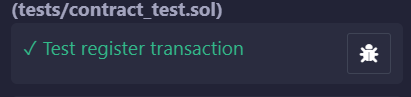 (tests/contract_test.sol)
✓ Test register transaction